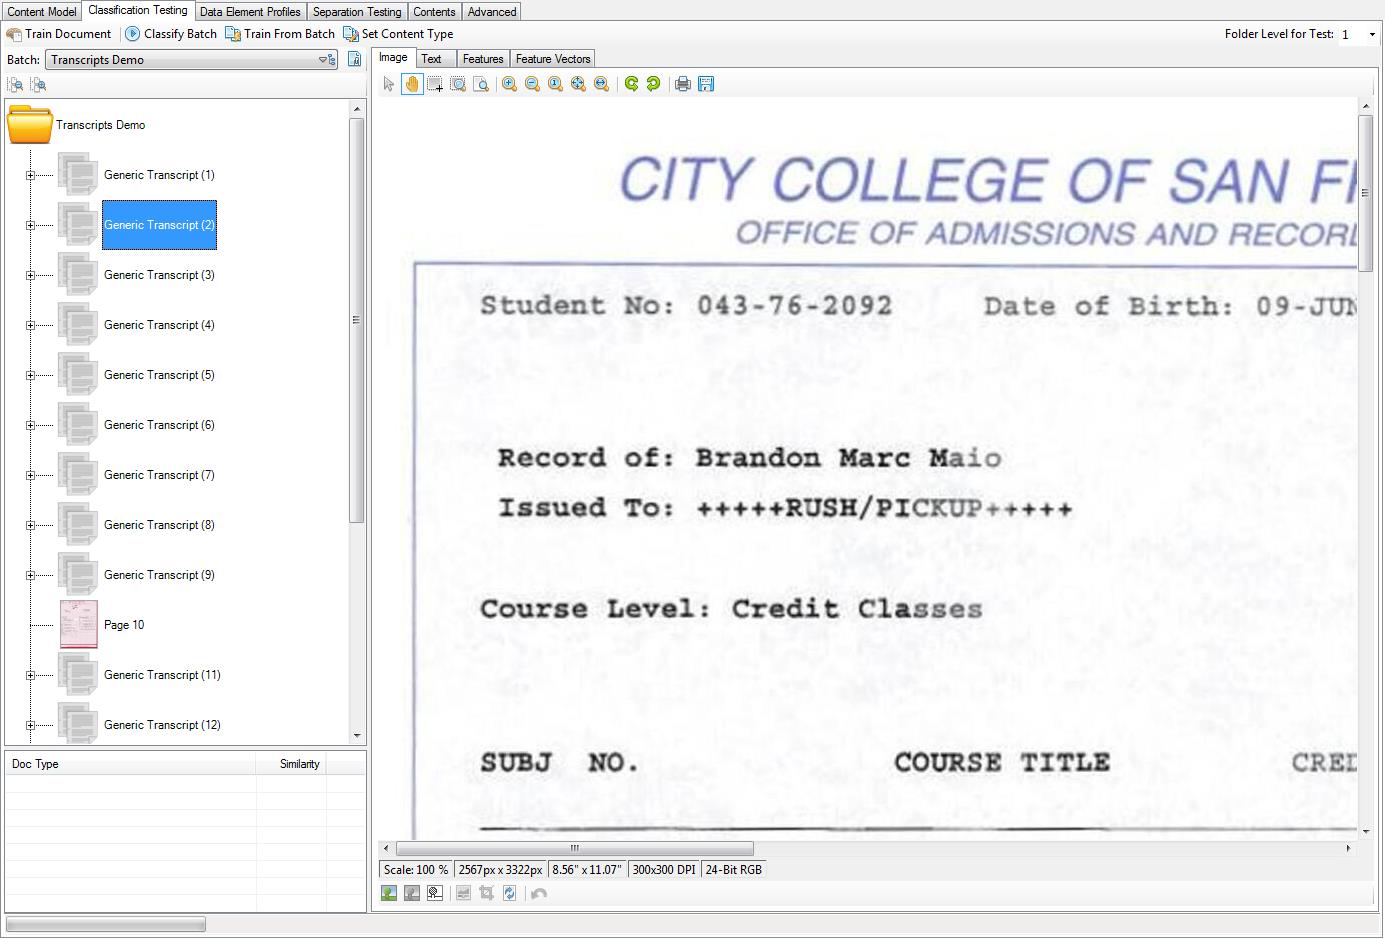 Content Model Classification Testing Data Element Profiles Separation Testing Contents Advanced
Train Document Classify Batch Train From Batch Set Content Type Folder Level for Test: 1
Batch: Transcripts Demo
Image Text Features Feature Vectors
Transcripts Demo
Generic Transcript (1)
Generic Transcript (2)
Generic Transcript (3)
Generic Transcript (4)
Generic Transcript (5)
Generic Transcript (6)
Generic Transcript (7)
Generic Transcript (8)
Generic Transcript (9)
Page 10
Generic Transcript (11)
Generic Transcript (12)
Doc Type Similarity
CITY COLLEGE OF SAN F
OFFICE OF ADMISSIONS AND RECOR
Student No: 043-76-2092 Date of Birth: 09-JUN
Record of: Brandon Marc Maio
Issued To: +++++RUSH/PICKUP+++++
Course Level: Credit Classes
SUBJ NO. COURSE TITLE CRED
Scale: 100 % 2567px x 3322px 8.56" x 11.07" 300x300 DPI 24-Bit RGB